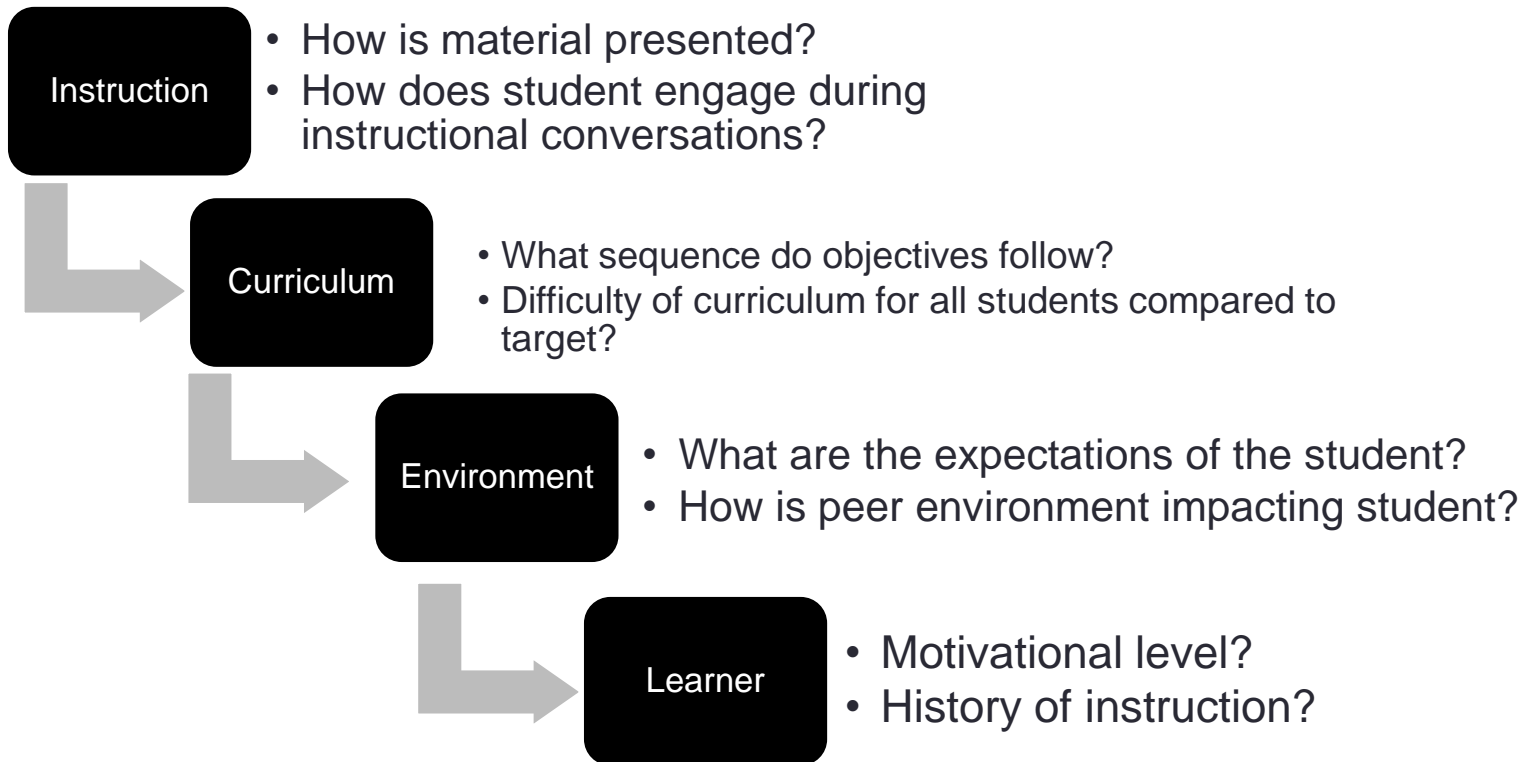 Instruction
• How is material presented?
• How does student engage during
instructional conversations?
Curriculum
• What sequence do objectives follow?
• Difficulty of curriculum for all students compared to
target?
Environment
• What are the expectations of the student?
• How is peer environment impacting student?
Learner
• Motivational level?
• History of instruction?